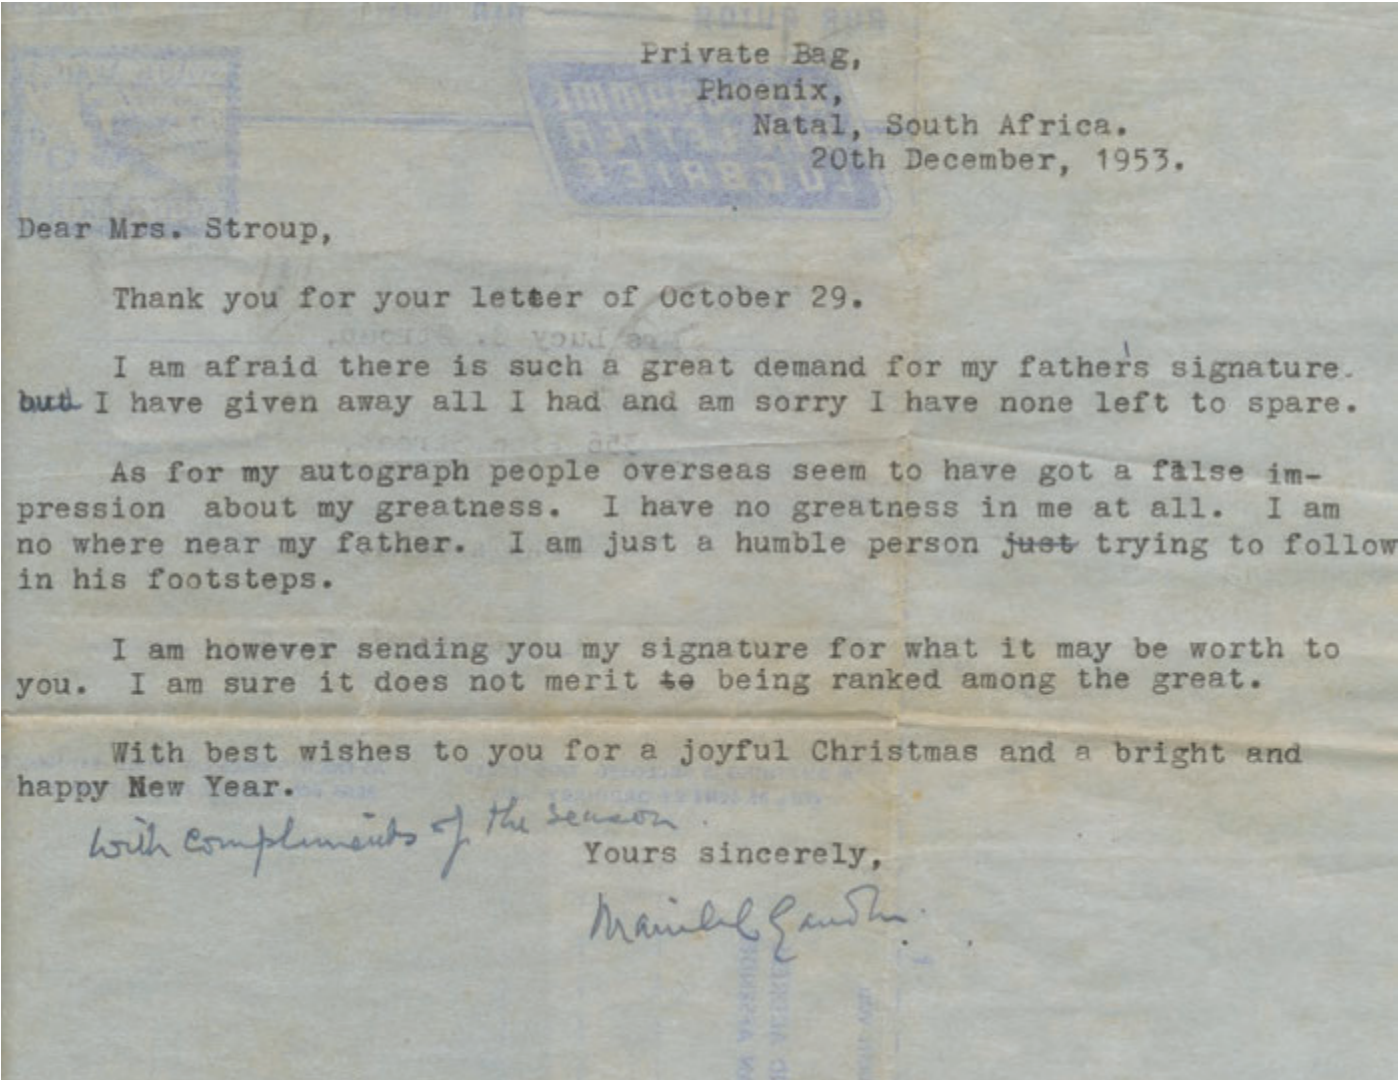 Private Bag,
Phoenix,
Natal, South Africa.
20th December, 1953.
Dear Mrs. Stroup,
Thank you for your letter of October 29.
I am afraid there is such a great demand for my father's signature.
but I have given away all I had and am sorry I have none left to spare.
As for my autograph people overseas seem to have got a false im-
pression about my greatness. I have no greatness in me at all. I am
no where near my father. I am just a humble person just trying to follow
in his footsteps.
I am however sending you my signature for what it may be worth to
you. I am sure it does not merit to being ranked among the great.
With best wishes to you for a joyful Christmas and a bright and
happy New Year.
with compliments of the season.
Yours sincerely,
Manilal Gandhi.